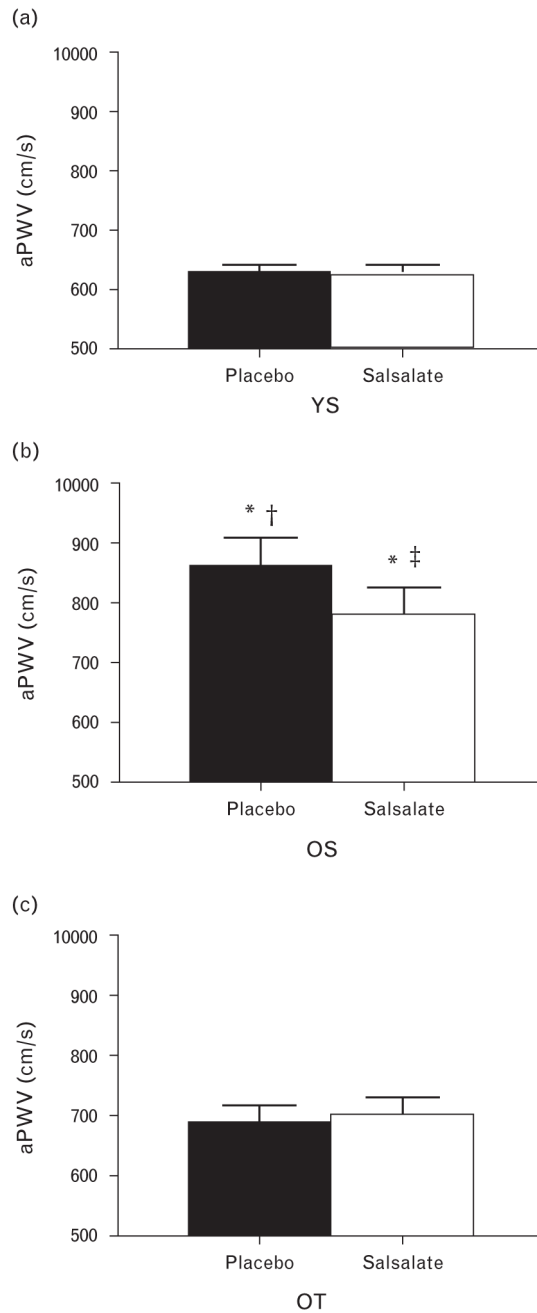 (a)
10000
900
800
700
600
500
aPWV (cm/s)
Placebo Salsalate
YS
(b)
10000
900
800
700
600
500
aPWV (cm/s)
* †
* ‡
Placebo Salsalate
OS
(c)
10000
900
800
700
600
500
aPWV (cm/s)
Placebo Salsalate
OT